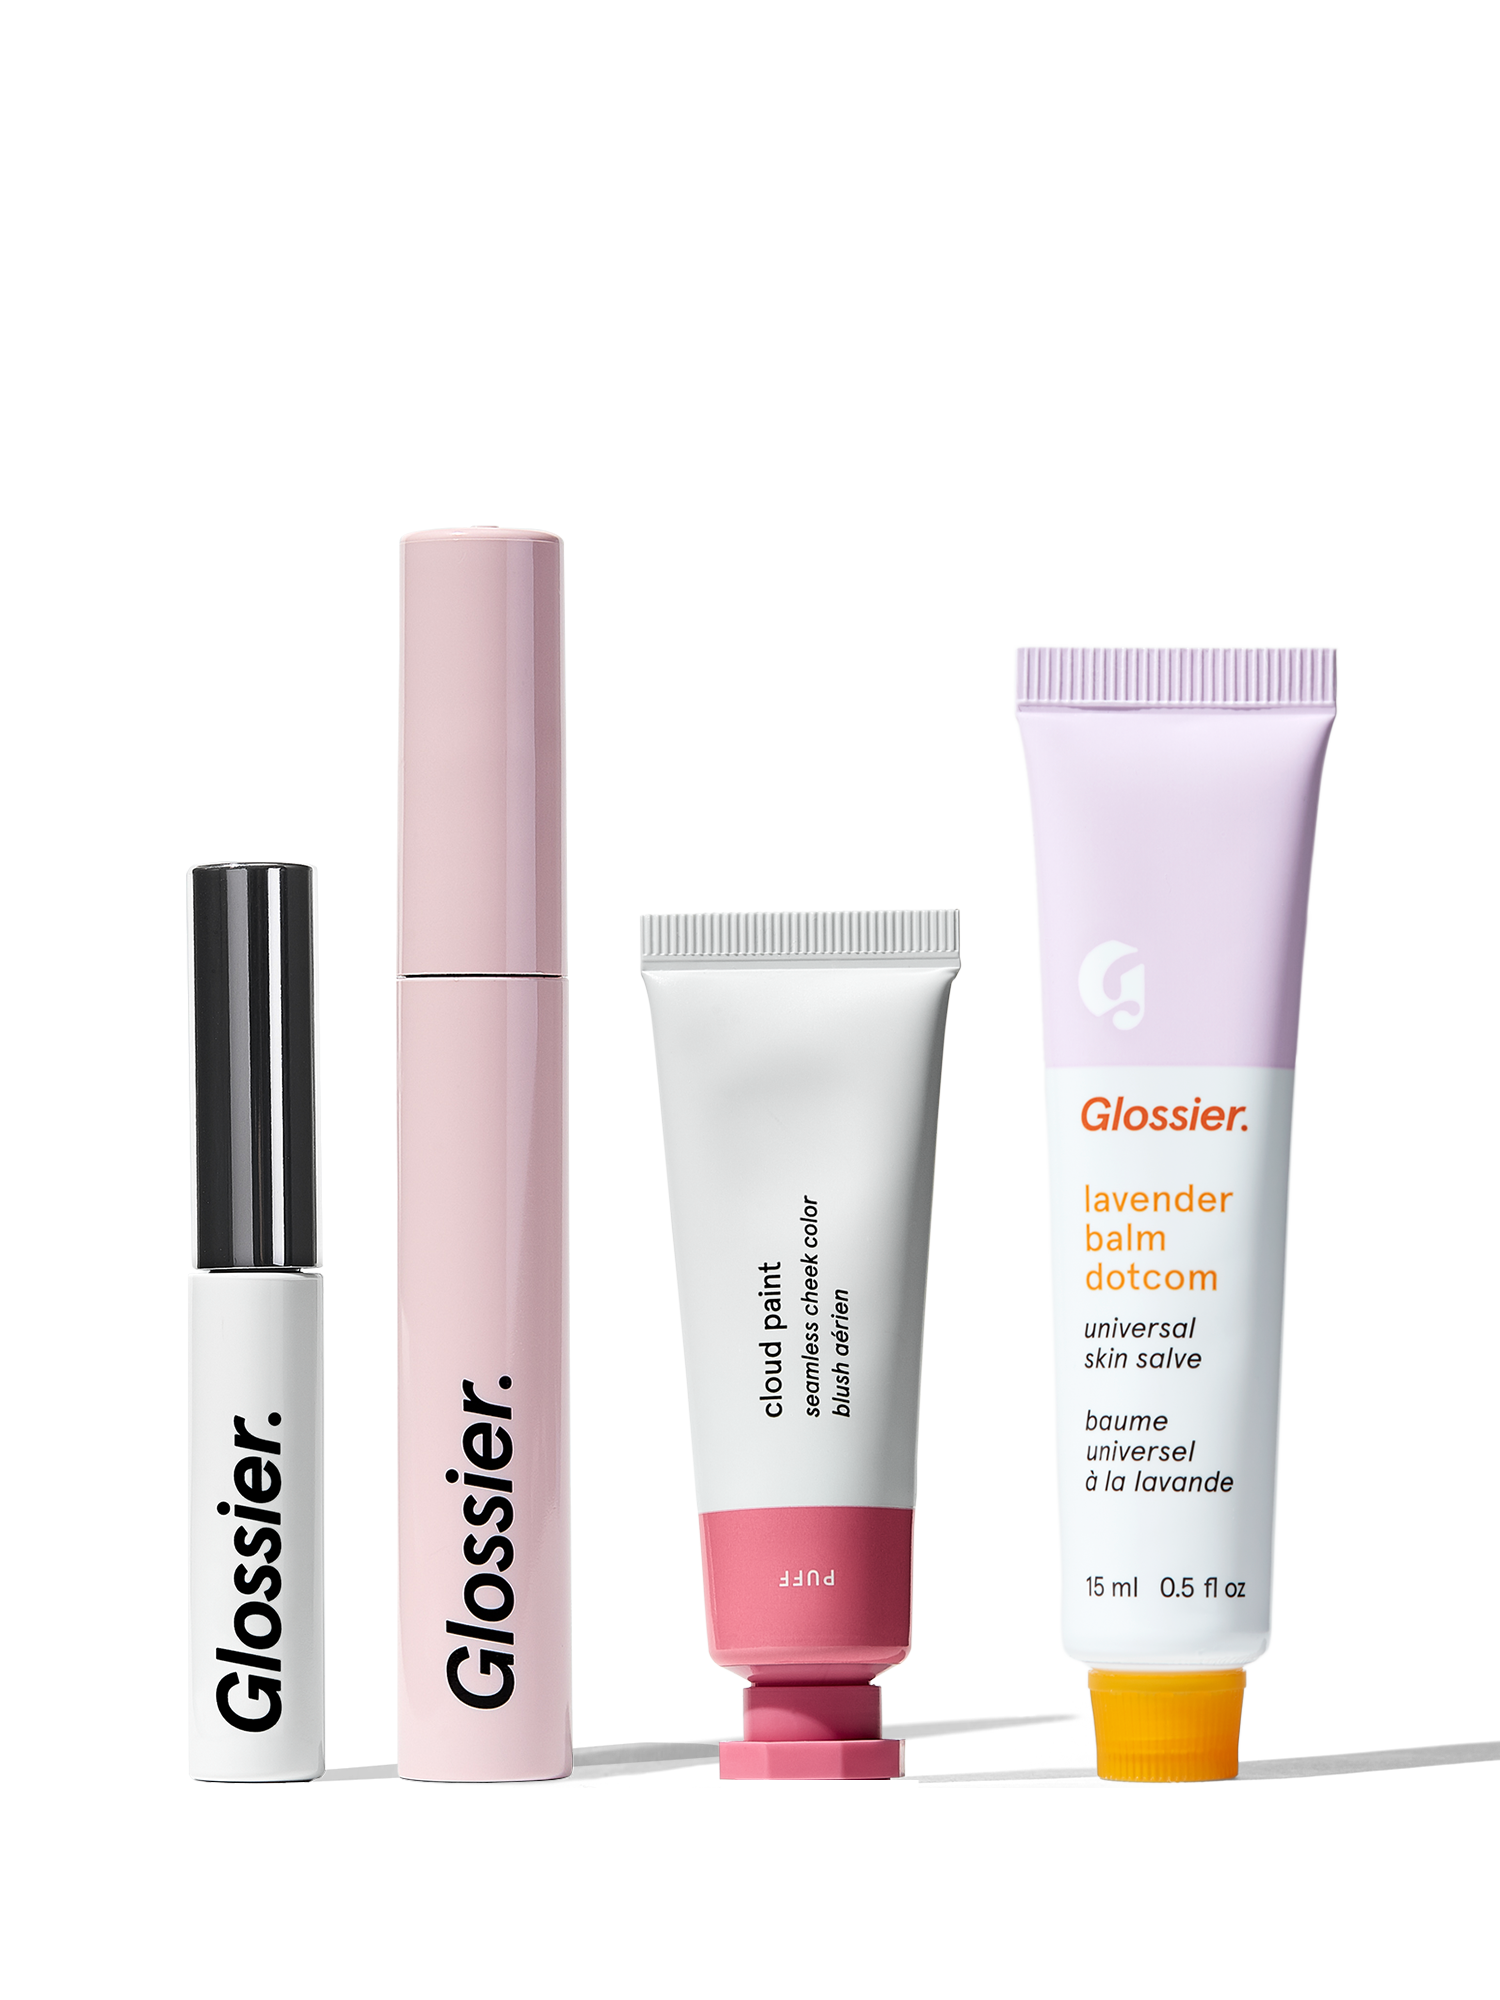 Glossier.
Glossier.
cloud paint
seamless cheek color
blush aérien
PUFF
G
Glossier.
lavender
balm
dotcom
universal
skin salve
baume
universel
à la lavande
15 ml 0.5 fl oz